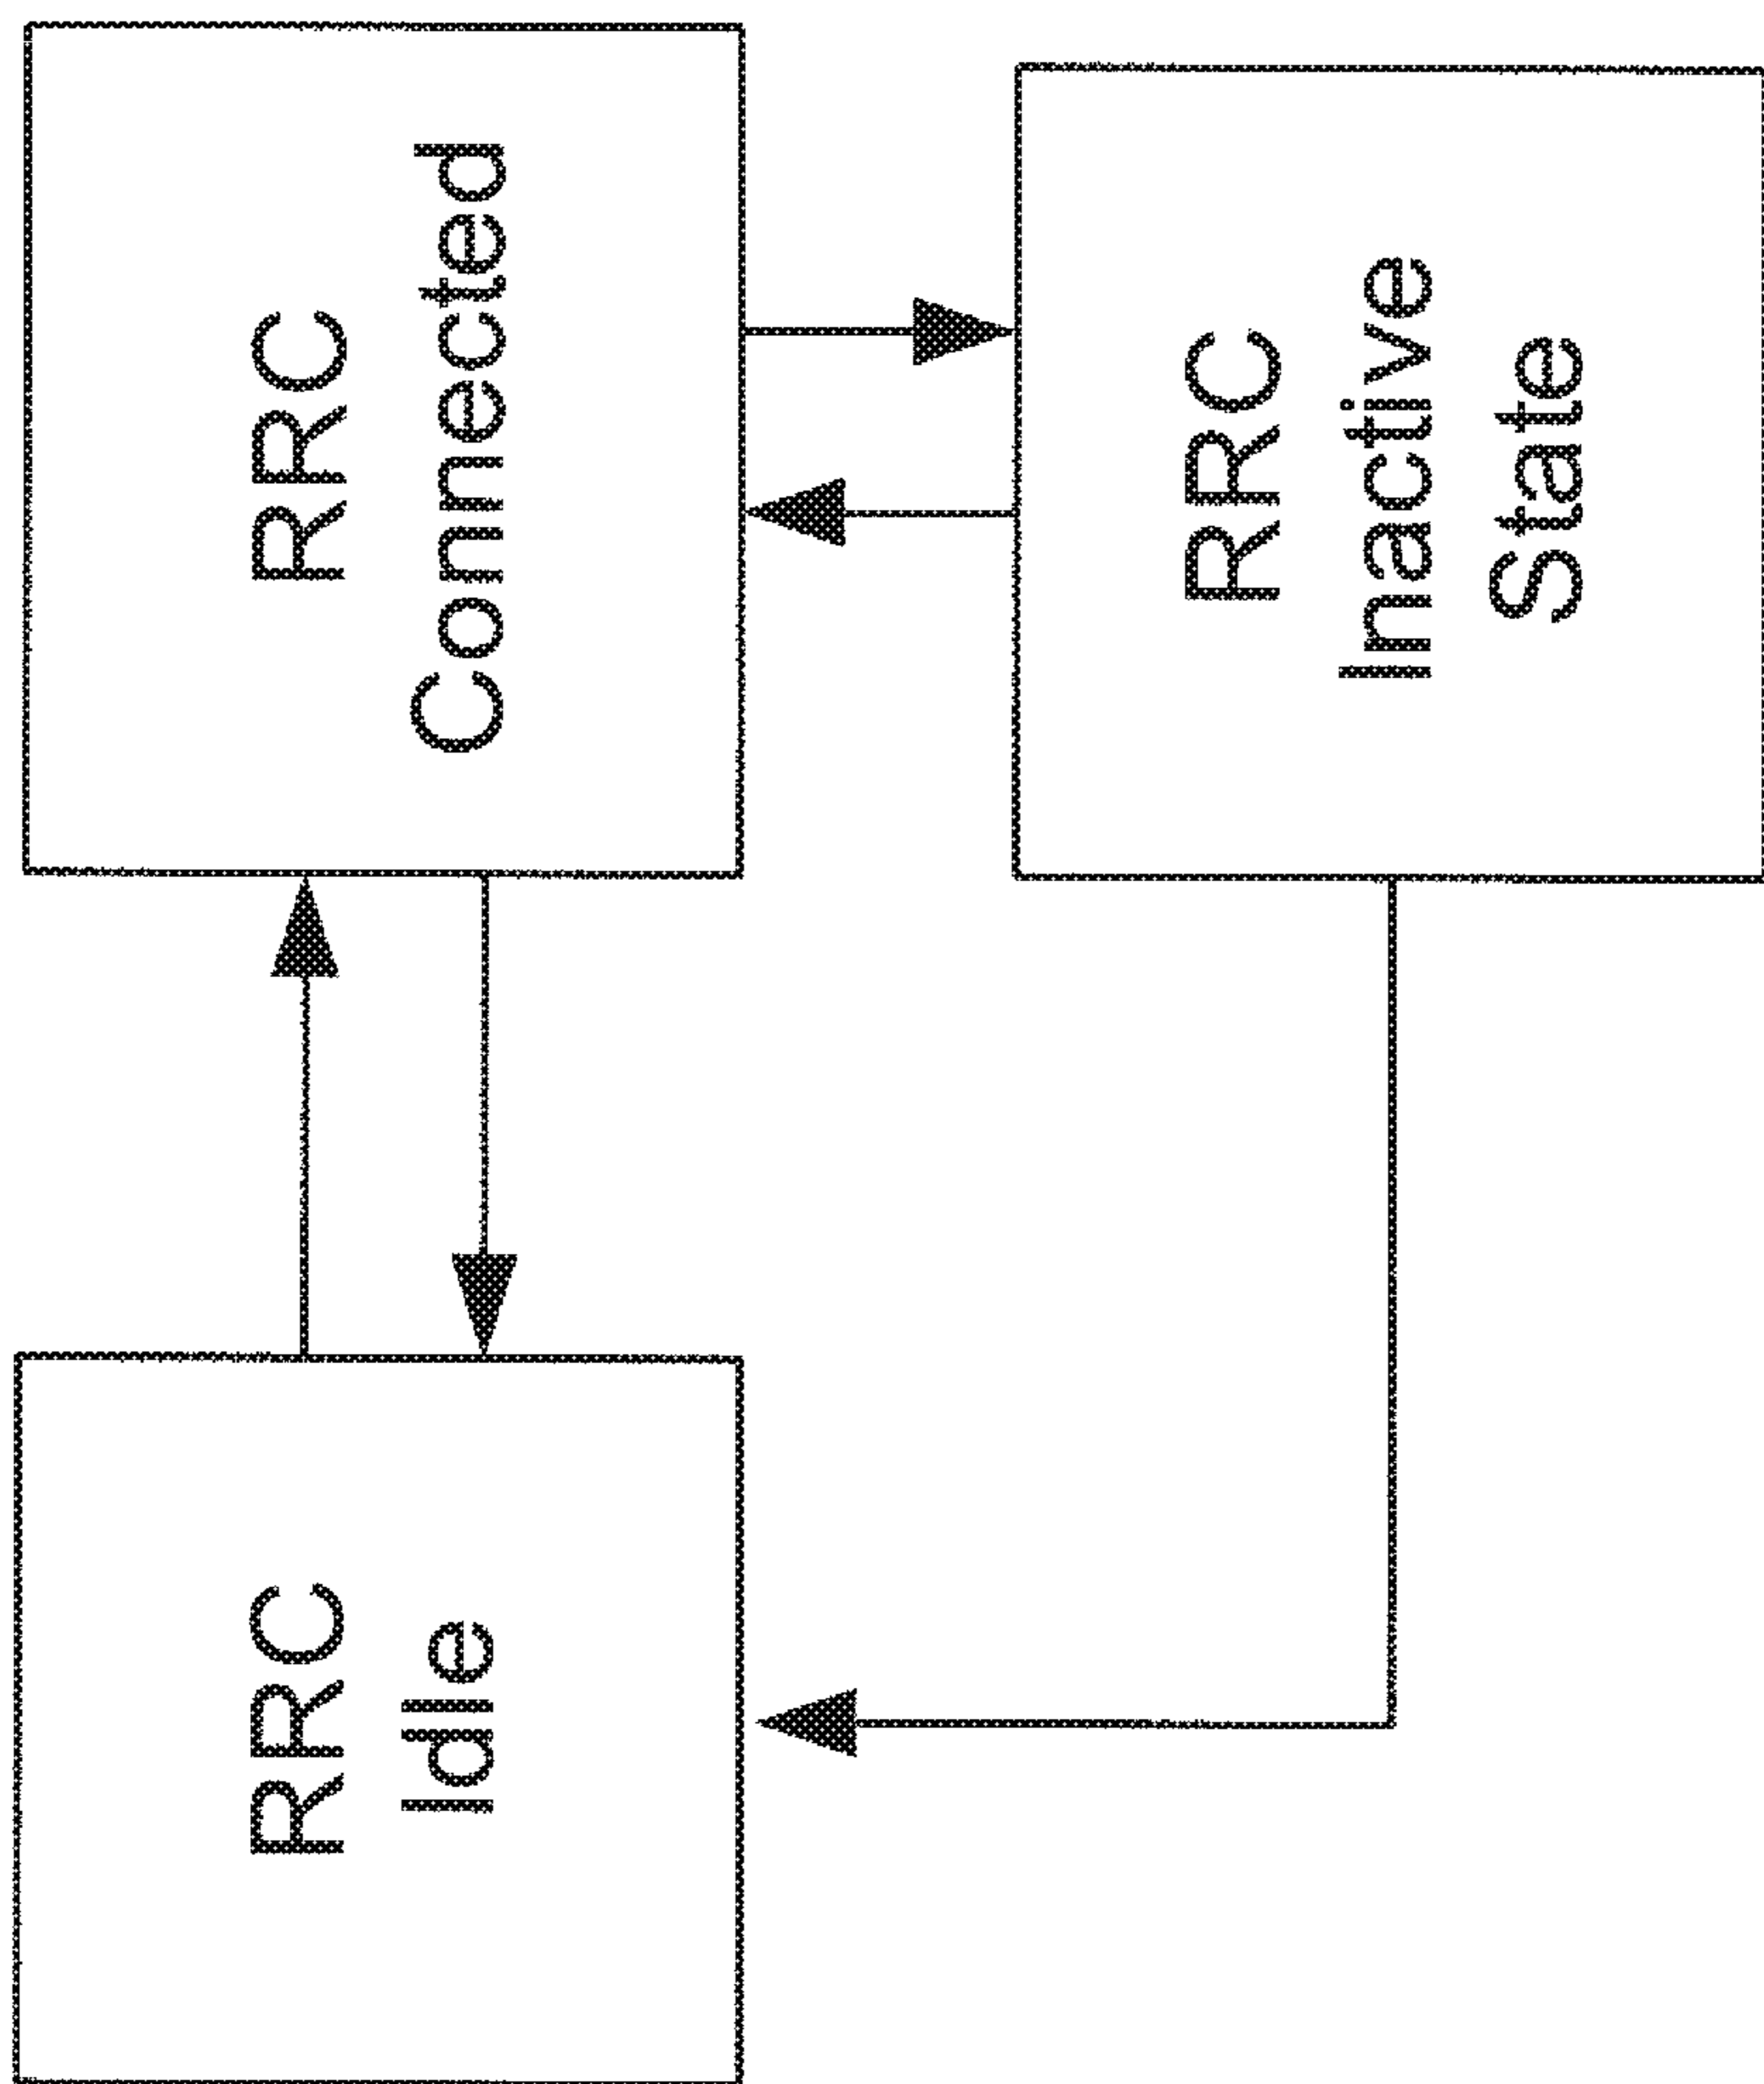 RRC
Idle
RRC
Connected
RRC
Inactive
State